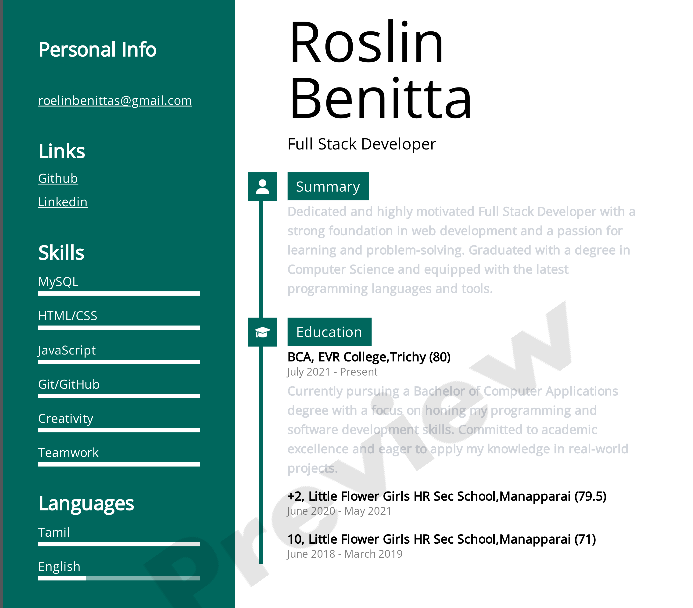 Personal Info
roelinbenittas@gmail.com
Links
Github
Linkedin
Skills
MySQL
HTML/CSS
JavaScript
Git/GitHub
Creativity
Teamwork
Languages
Tamil
English
Roslin
Benitta
Full Stack Developer
Summary
Dedicated and highly motivated Full Stack Developer with a
strong foundation in web development and a passion for
learning and problem-solving. Graduated with a degree in
Computer Science and equipped with the latest
programming languages and tools.
Education
BCA, EVR College,Trichy (80)
July 2021 - Present
Currently pursuing a Bachelor of Computer Applications
degree with a focus on honing my programming and
software development skills. Committed to academic
excellence and eager to apply my knowledge in real-world
projects.
+2, Little Flower Girls HR Sec School,Manapparai (79.5)
June 2020 - May 2021
10, Little Flower Girls HR Sec School,Manapparai (71)
June 2018 - March 2019
Preview